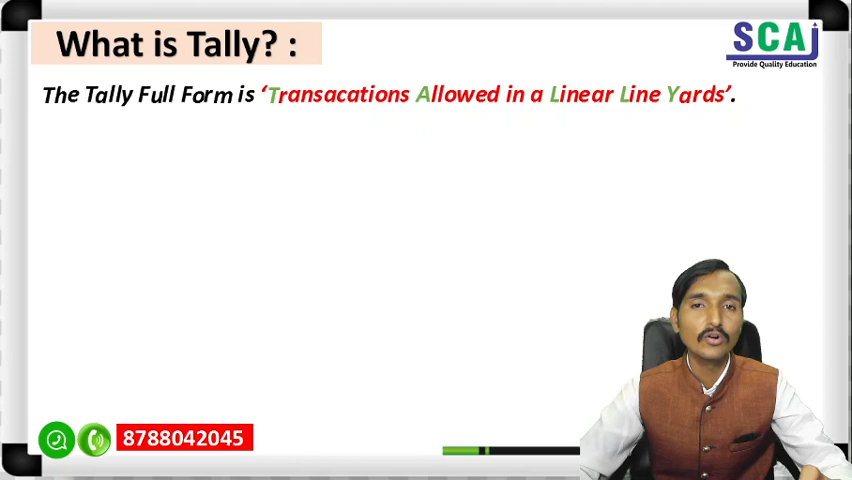 What is Tally? :
SCAJ
Provide Quality Education
The Tally Full Form is ‘Transacations Allowed in a Linear Line Yards’.
8788042045